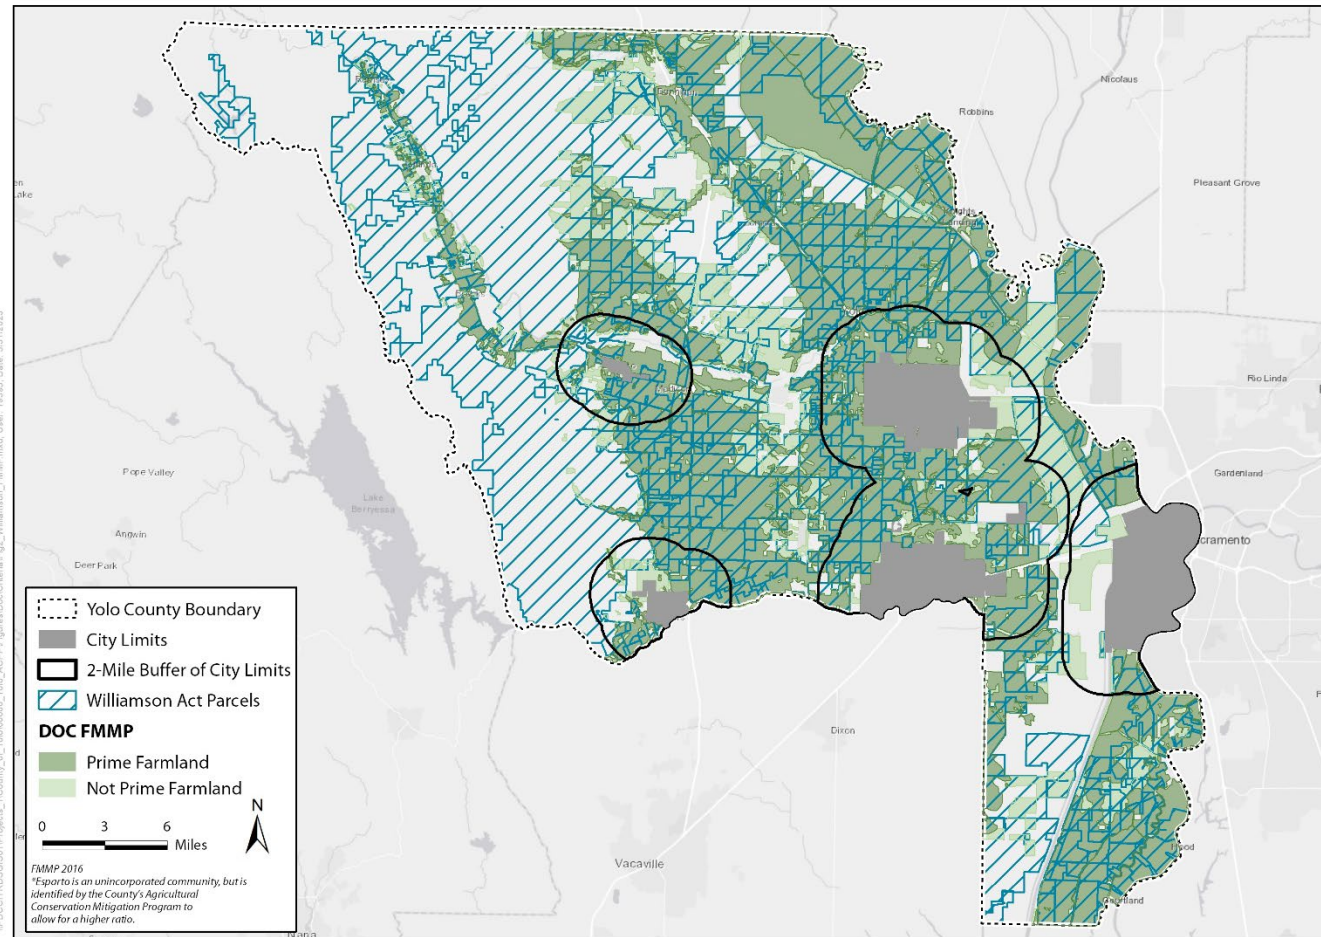 Nicolaus
Robbins
Pleasant Grove
Lake
Rio Linda
Pope Valley
Gardenland
Lake
Berryessa
Angwin
cramento
Deer Park
Dixon
Vacaville
Yolo County Boundary
City Limits
2-Mile Buffer of City Limits
Williamson Act Parcels
DOC FMMP
Prime Farmland
Not Prime Farmland
N
0 3 6
Miles
FMMP 2016
*Esparto is an unincorporated community, but is
identified by the County's Agricultural
Conservation Mitigation Program to
allow for a higher ratio.